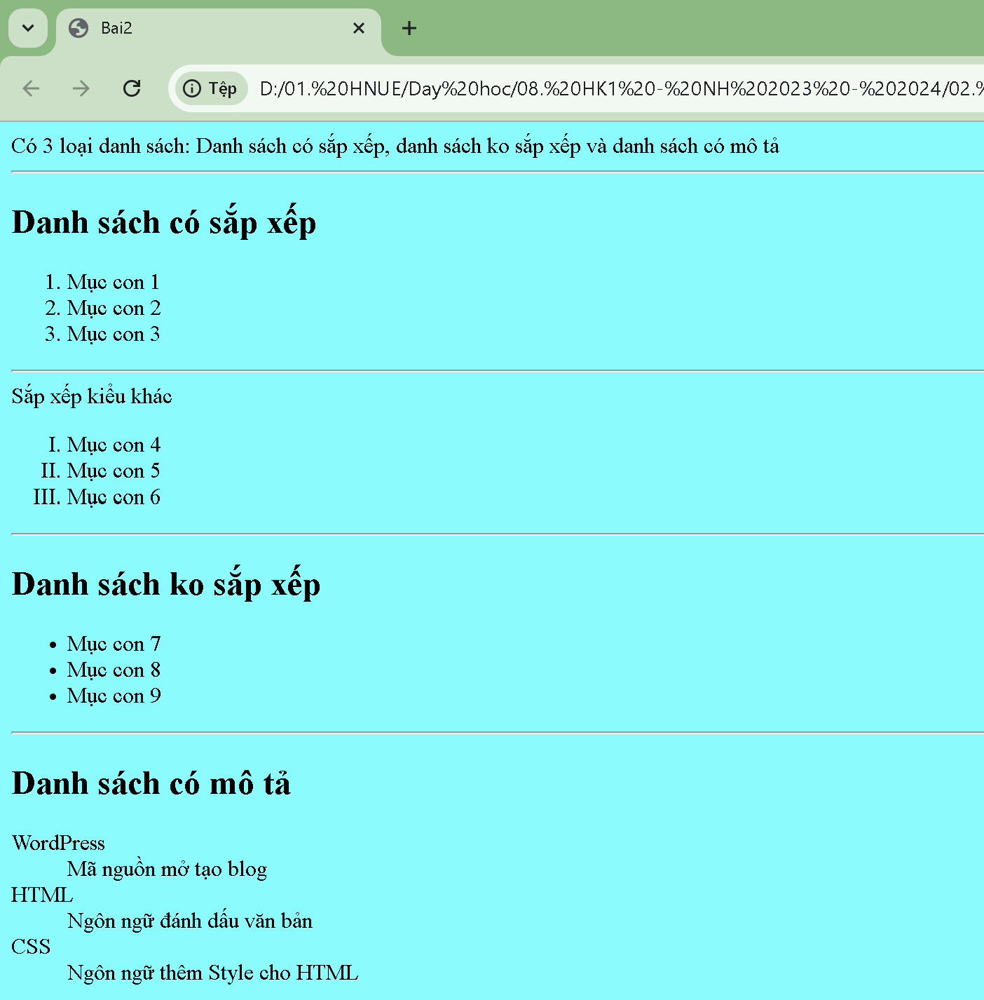 Bai2
Tệp
D:/01.%20HNUE/Day%20hoc/08.%20HK1%20-%20NH%202023%20-%202024/02.%
Có 3 loại danh sách: Danh sách có sắp xếp, danh sách ko sắp xếp và danh sách có mô tả
Danh sách có sắp xếp
1. Mục con 1
2. Mục con 2
3. Mục con 3
Sắp xếp kiểu khác
I. Mục con 4
II. Mục con 5
III. Mục con 6
Danh sách ko sắp xếp
• Mục con 7
• Mục con 8
• Mục con 9
Danh sách có mô tả
WordPress
Mã nguồn mở tạo blog
HTML
Ngôn ngữ đánh dấu văn bản
CSS
Ngôn ngữ thêm Style cho HTML